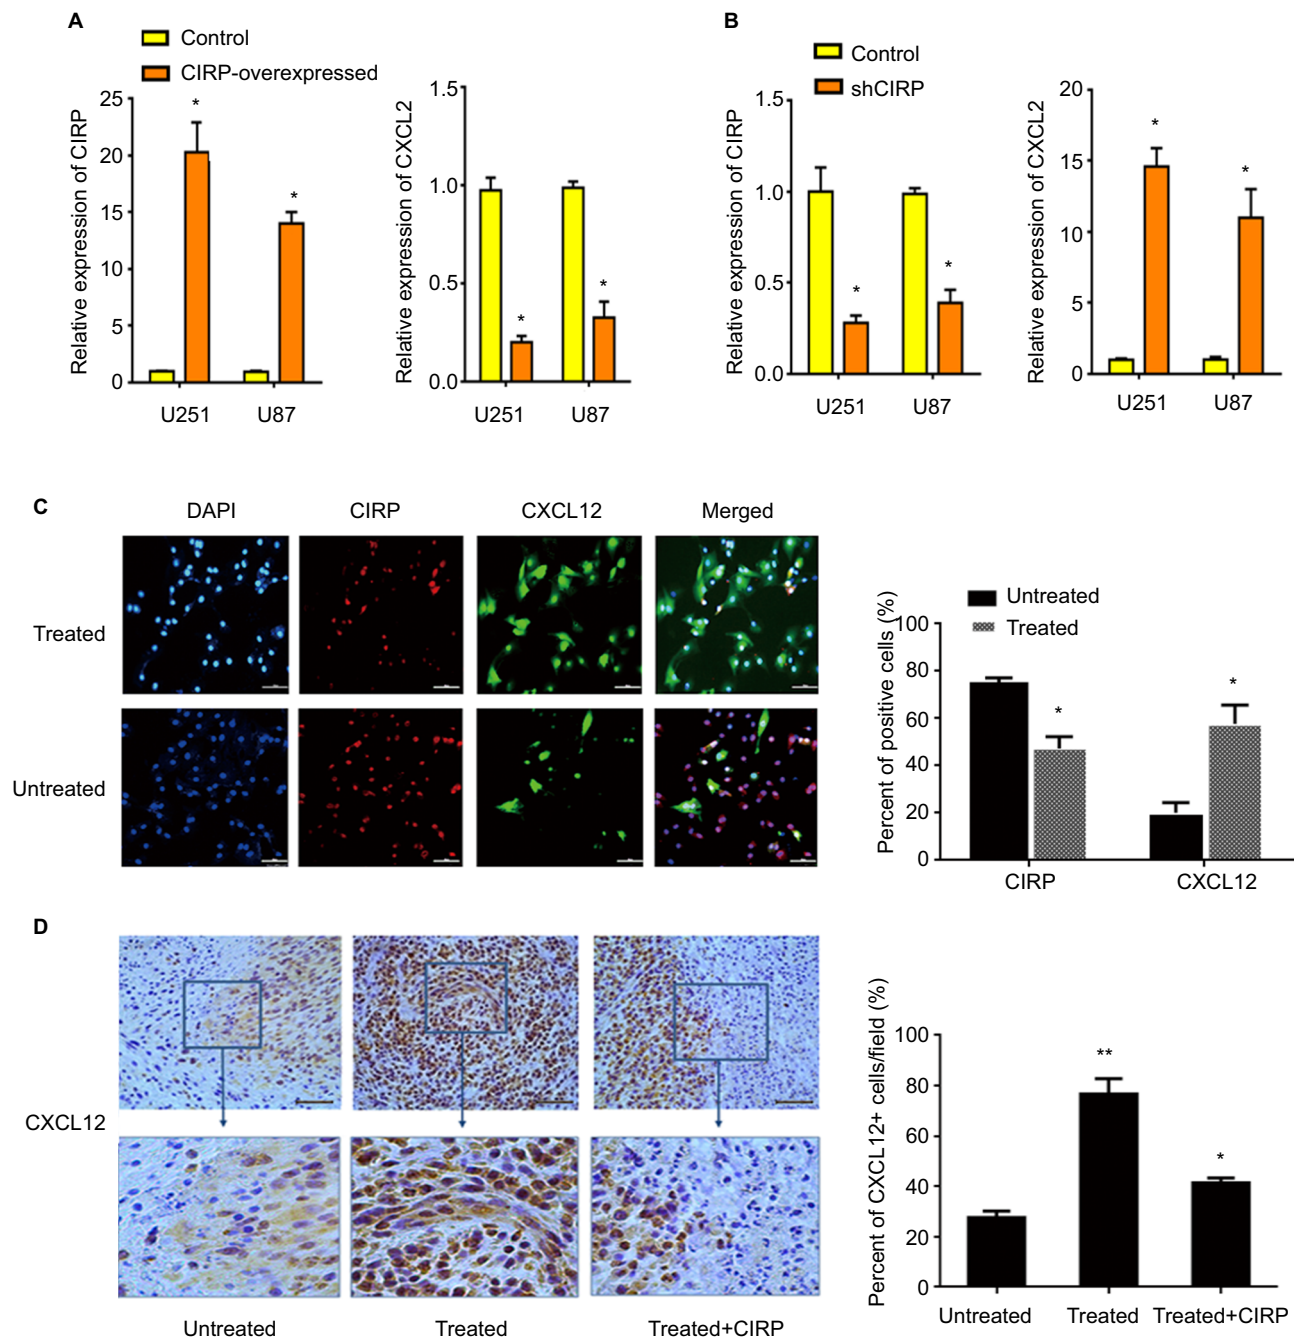 A
Control
CIRP-overexpressed
Relative expression of CIRP
25
20
15
10
5
0
*
*
U251
U87
Relative expression of CXCL2
1.5
1.0
0.5
0.0
*
*
U251
U87
B
Control
shCIRP
Relative expression of CIRP
1.5
1.0
0.5
0.0
*
*
U251
U87
Relative expression of CXCL2
20
15
10
5
0
*
*
U251
U87
C
DAPI
CIRP
CXCL12
Merged
Treated
Untreated
Untreated
Treated
Percent of positive cells (%)
100
80
60
40
20
0
*
*
CIRP
CXCL12
D
CXCL12
Untreated
Treated
Treated+CIRP
Percent of CXCL12+ cells/field (%)
100
80
60
40
20
0
**
*
Untreated
Treated
Treated+CIRP